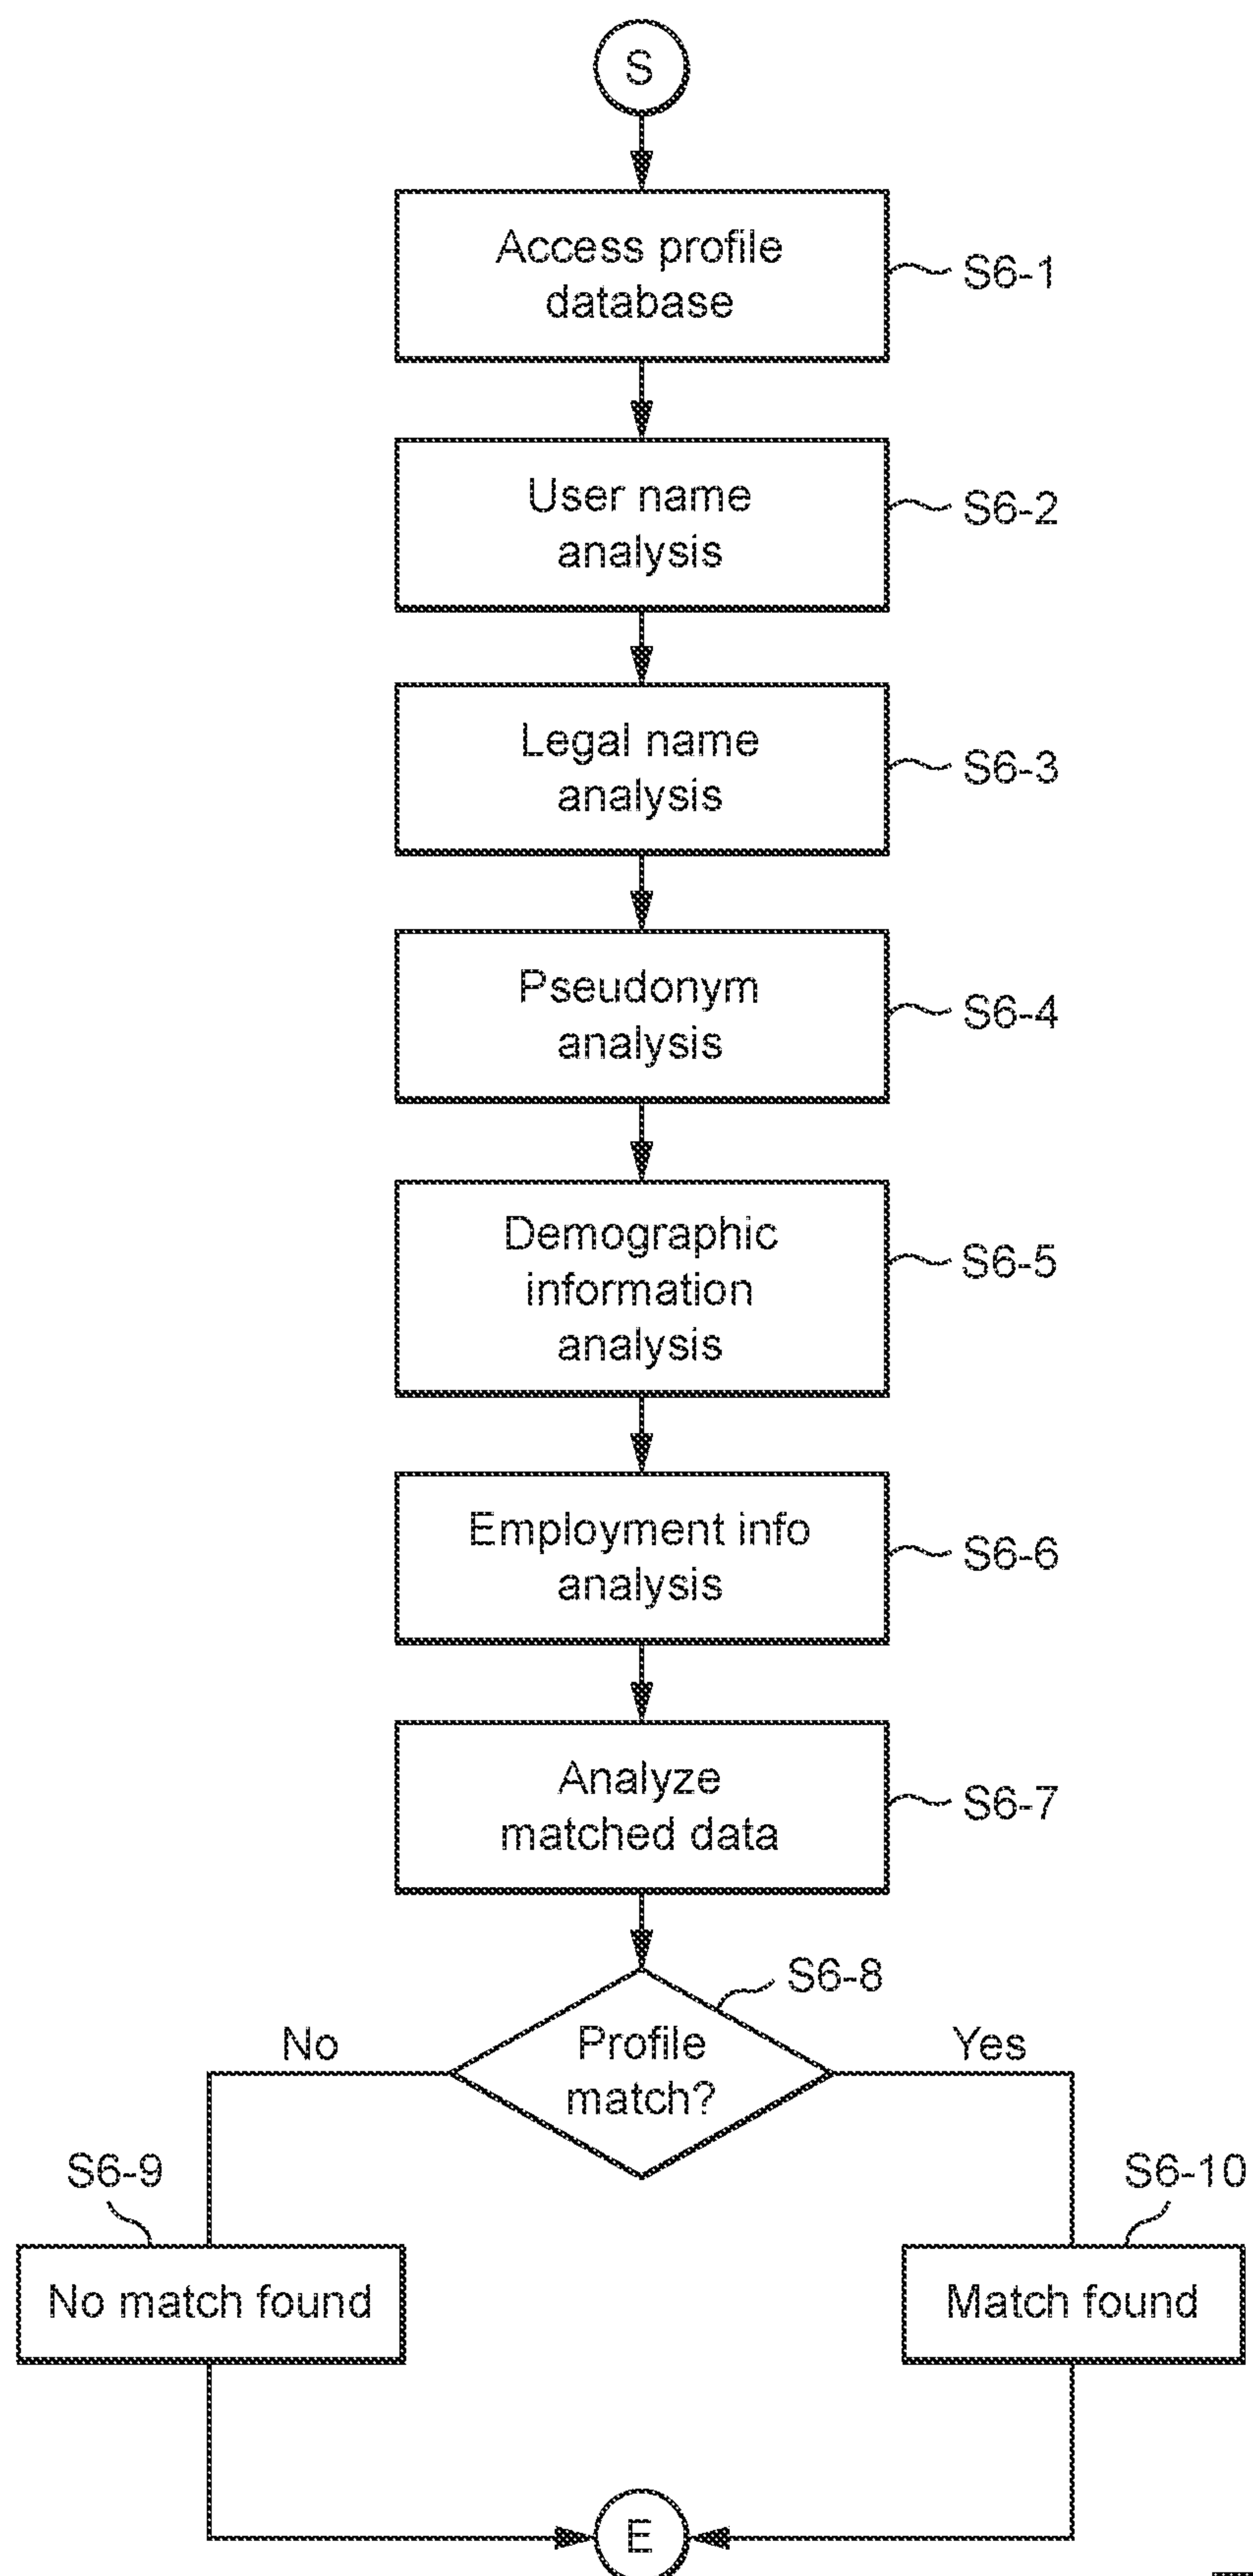 S
Access profile
database
S6-1
User name
analysis
S6-2
Legal name
analysis
S6-3
Pseudonym
analysis
S6-4
Demographic
information
analysis
S6-5
Employment info
analysis
S6-6
Analyze
matched data
S6-7
S6-8
Profile
match?
No
Yes
S6-9
No match found
S6-10
Match found
E